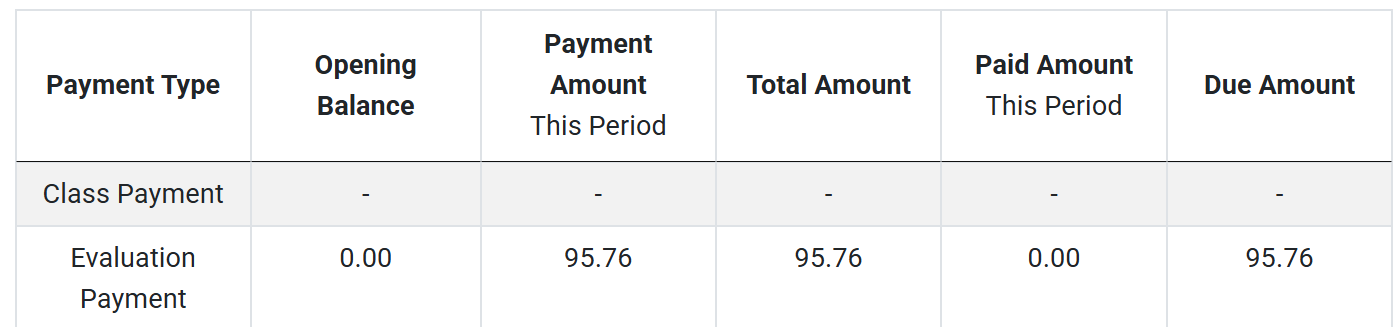 Payment Type Opening Balance Payment Amount This Period Total Amount Paid Amount This Period Due Amount
Class Payment - - - - -
Evaluation Payment 0.00 95.76 95.76 0.00 95.76